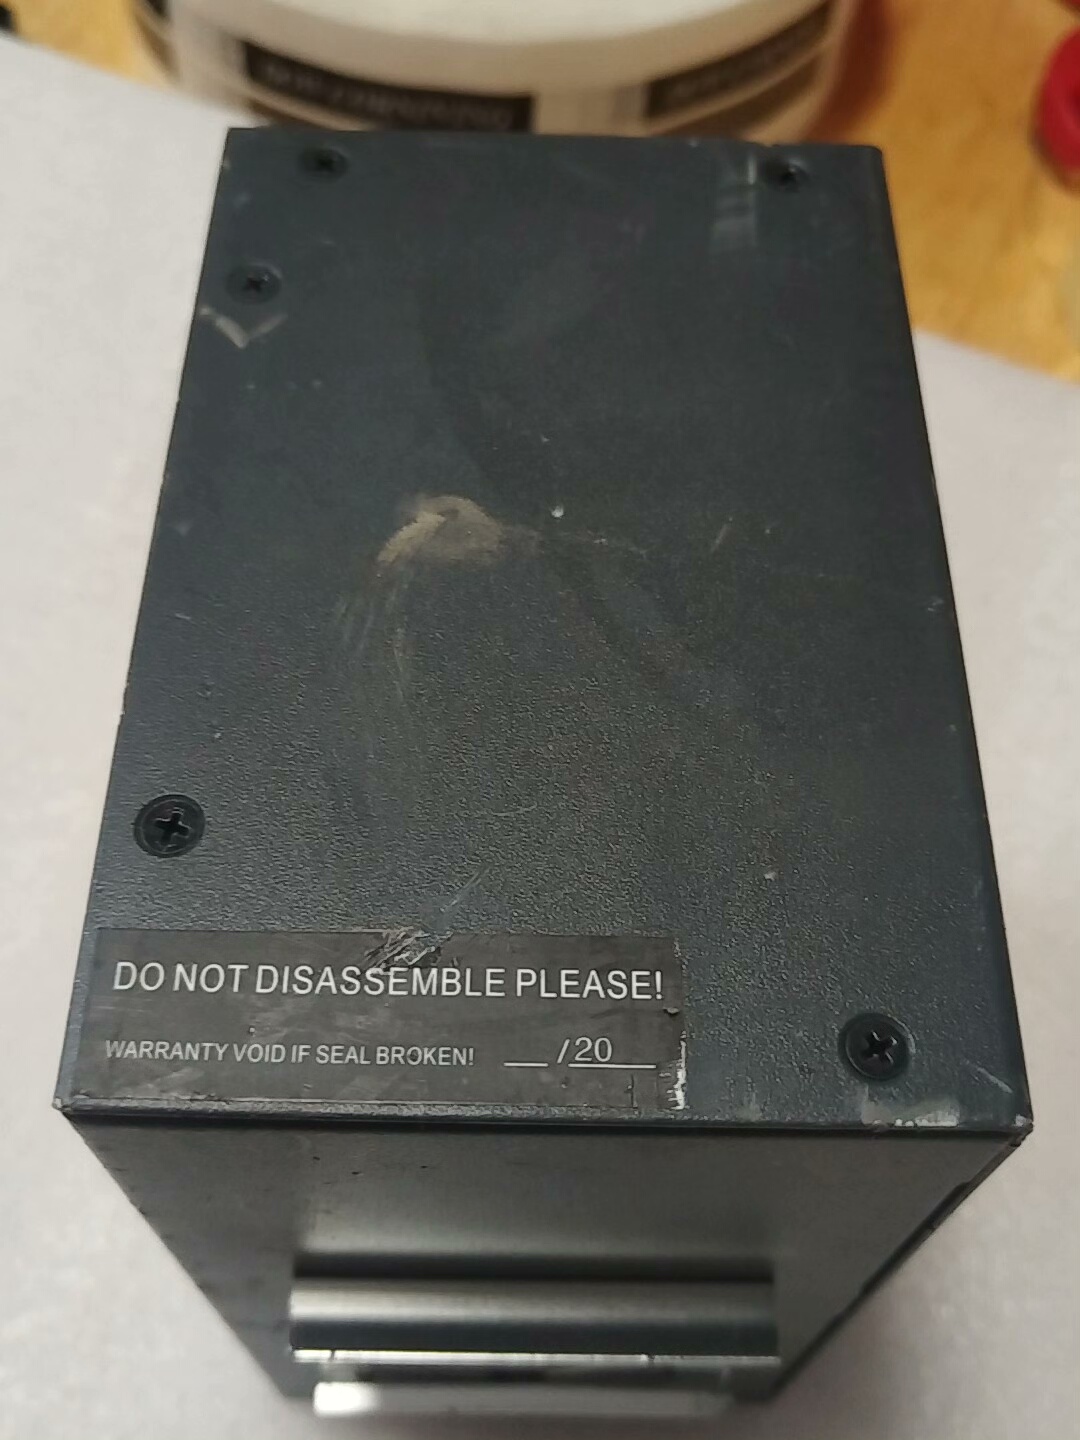 DO NOT DISASSEMBLE PLEASE!
WARRANTY VOID IF SEAL BROKEN! __ /20__